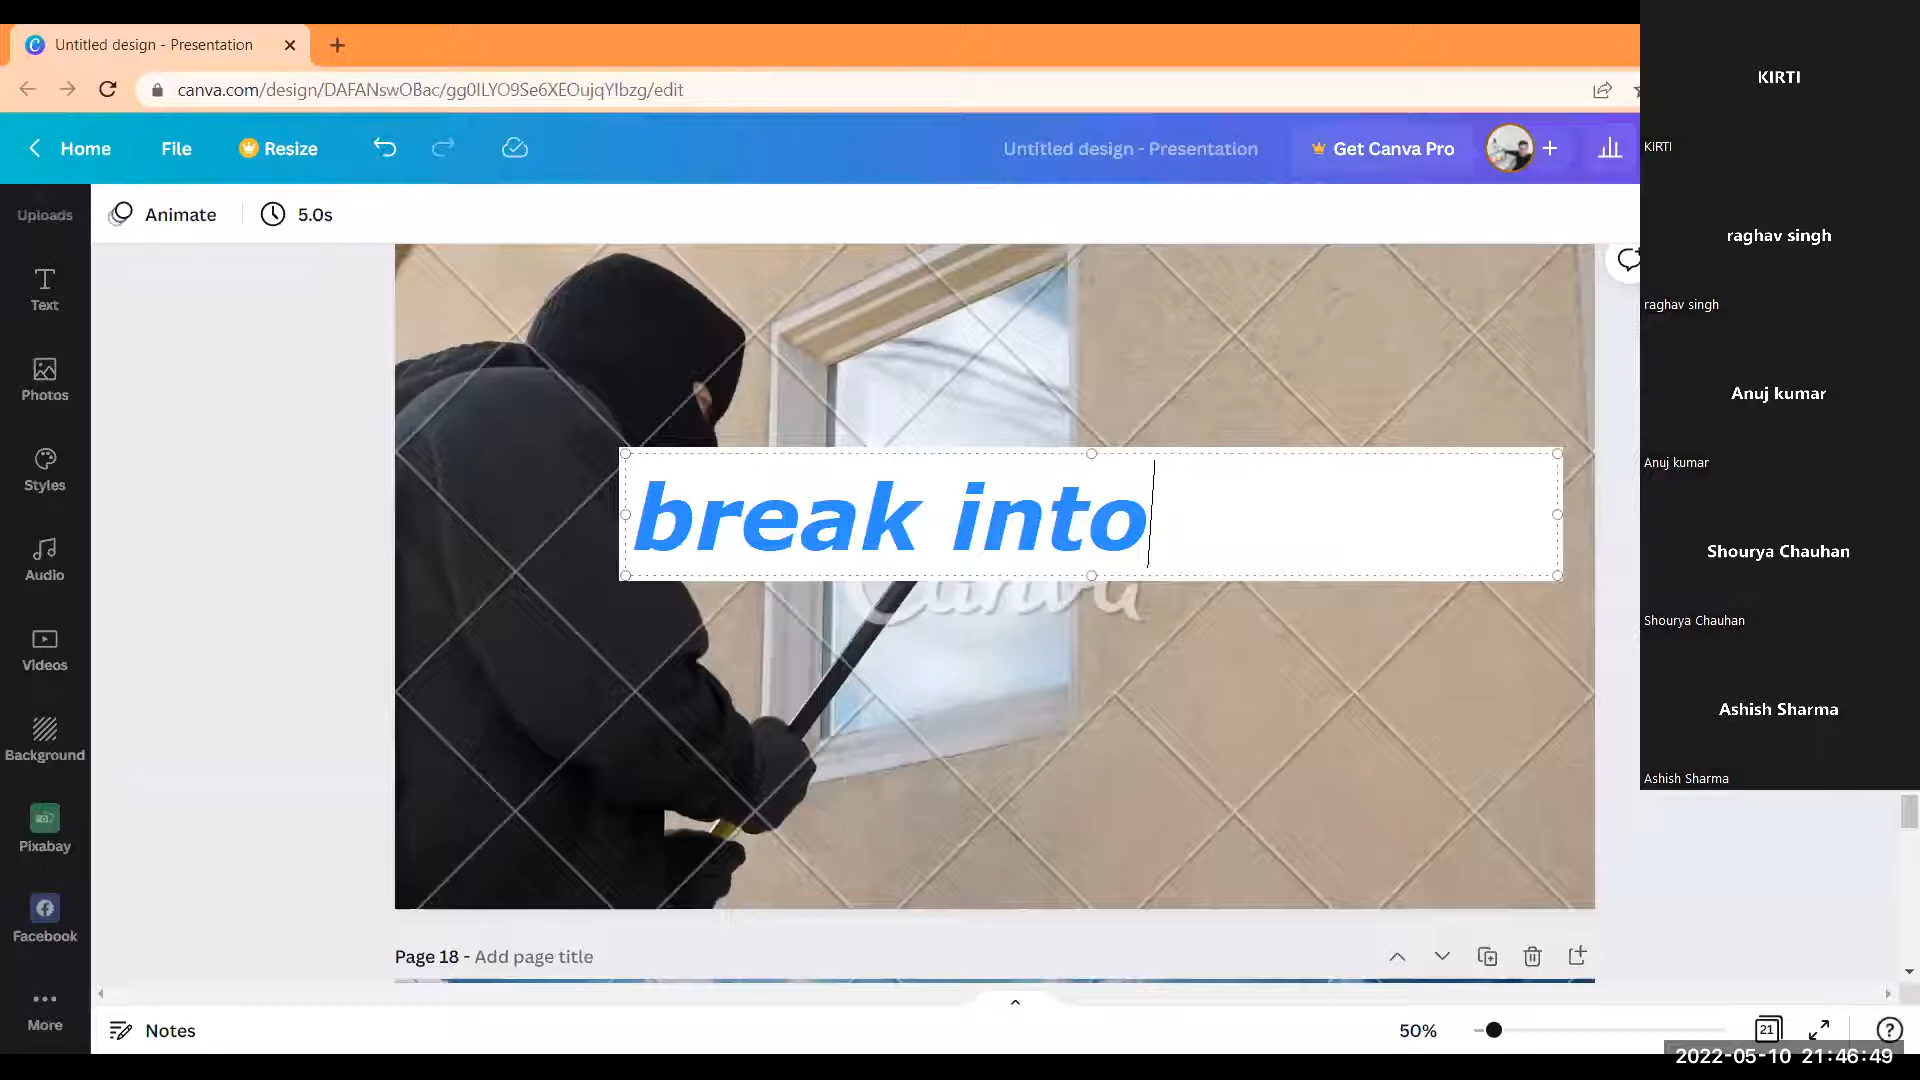 Untitled design - Presentation
canva.com/design/DAFANswOBac/gg0ILYO9Se6XEOujqYlbzg/edit
Home
File
Resize
Untitled design - Presentation
Get Canva Pro
Animate
5.0s
Uploads
Text
Photos
Styles
Audio
Videos
Background
Pixabay
Facebook
More
break into
Canva
Page 18 - Add page title
Notes
50%
21
KIRTI
KIRTI
raghav singh
raghav singh
Anuj kumar
Anuj kumar
Shourya Chauhan
Shourya Chauhan
Ashish Sharma
Ashish Sharma
2022-05-10 21:46:49